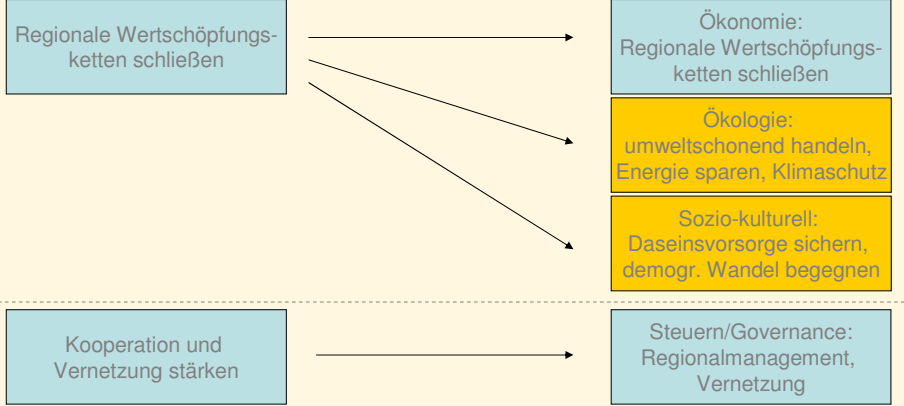 Regionale Wertschöpfungs-
ketten schließen
Ökonomie:
Regionale Wertschöpfungs-
ketten schließen
Ökologie:
umweltschonend handeln,
Energie sparen, Klimaschutz
Sozio-kulturell:
Daseinsvorsorge sichern,
demogr. Wandel begegnen
Kooperation und
Vernetzung stärken
Steuern/Governance:
Regionalmanagement,
Vernetzung